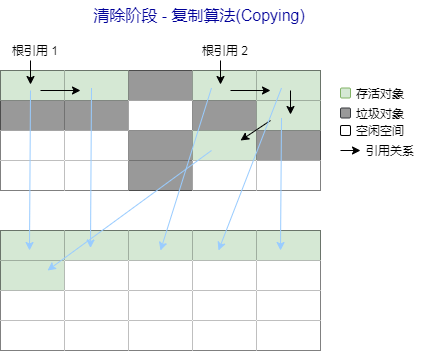 清除阶段 - 复制算法(Copying)
根引用 1
根引用 2
存活对象
垃圾对象
空闲空间
引用关系